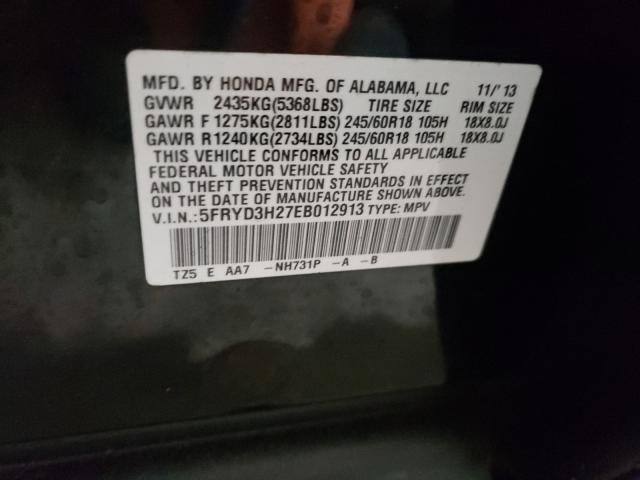 MFD. BY HONDA MFG. OF ALABAMA, LLC 11/'13
GVWR 2435KG(5368LBS) TIRE SIZE RIM SIZE
GAWR F 1275KG(2811LBS) 245/60R18 105H 18X8.0J
GAWR R 1240KG(2734LBS) 245/60R18 105H 18X8.0J
THIS VEHICLE CONFORMS TO ALL APPLICABLE
FEDERAL MOTOR VEHICLE SAFETY
AND THEFT PREVENTION STANDARDS IN EFFECT
ON THE DATE OF MANUFACTURE SHOWN ABOVE.
V.I.N.:5FRYD3H27EB012913 TYPE: MPV
TZ5 E AA7 -NH731P -A -B